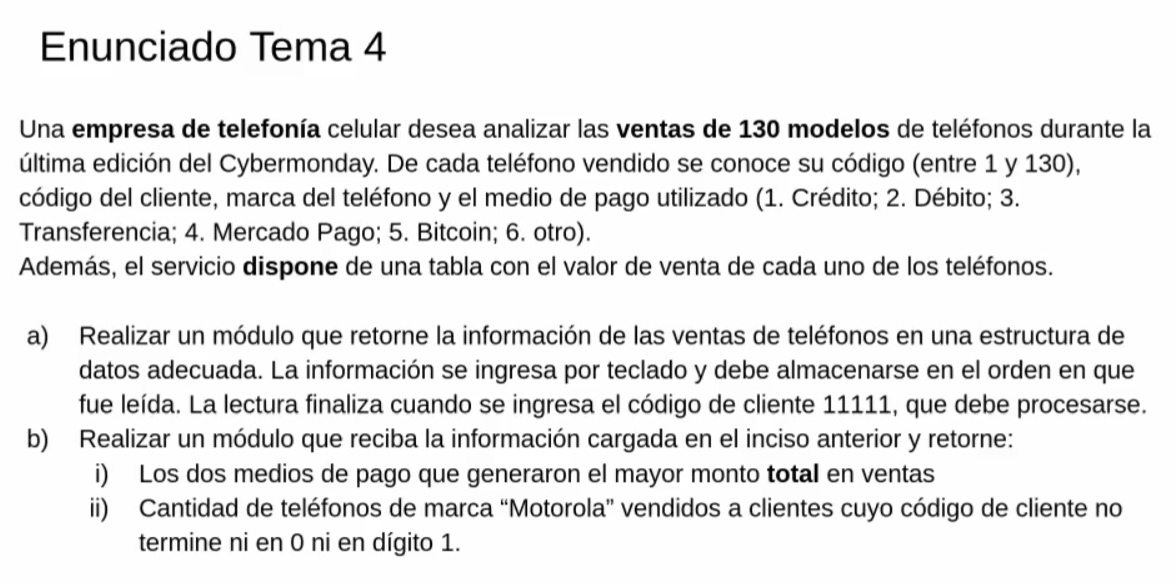 Enunciado Tema 4
Una empresa de telefonía celular desea analizar las ventas de 130 modelos de teléfonos durante la
última edición del Cybermonday. De cada teléfono vendido se conoce su código (entre 1 y 130),
código del cliente, marca del teléfono y el medio de pago utilizado (1. Crédito; 2. Débito; 3.
Transferencia; 4. Mercado Pago; 5. Bitcoin; 6. otro).
Además, el servicio dispone de una tabla con el valor de venta de cada uno de los teléfonos.
a) Realizar un módulo que retorne la información de las ventas de teléfonos en una estructura de
datos adecuada. La información se ingresa por teclado y debe almacenarse en el orden en que
fue leída. La lectura finaliza cuando se ingresa el código de cliente 11111, que debe procesarse.
b) Realizar un módulo que reciba la información cargada en el inciso anterior y retorne:
i) Los dos medios de pago que generaron el mayor monto total en ventas
ii) Cantidad de teléfonos de marca “Motorola” vendidos a clientes cuyo código de cliente no
termine ni en 0 ni en dígito 1.